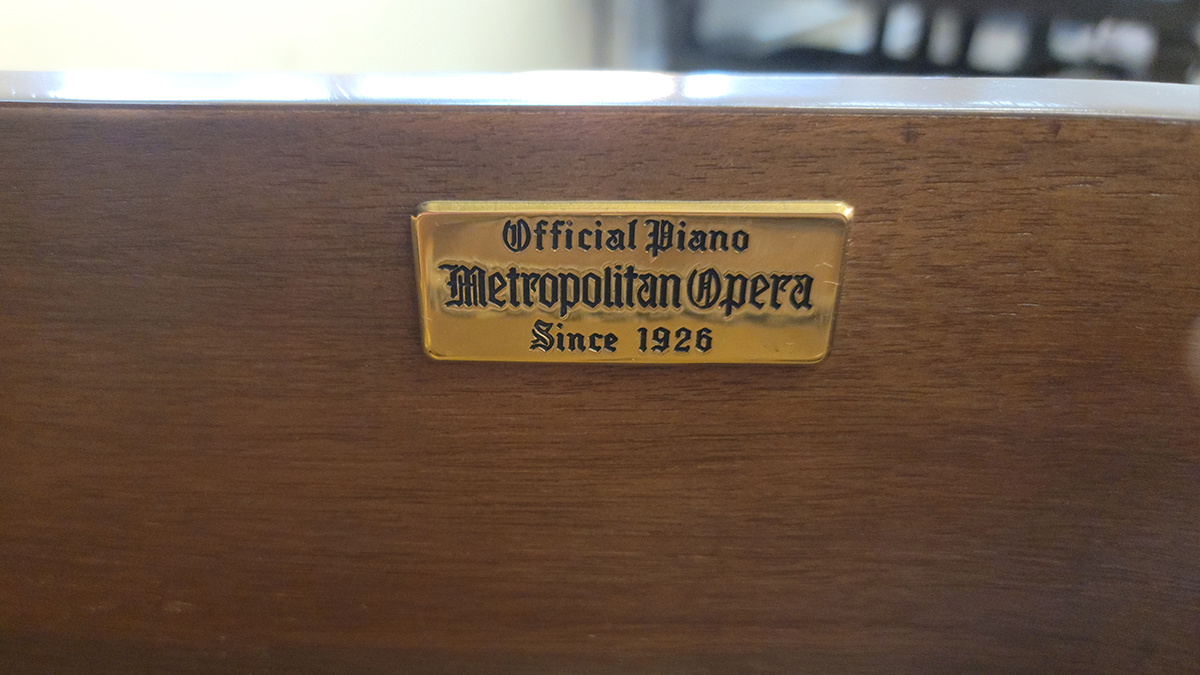 Official Piano
Metropolitan Opera
Since 1926